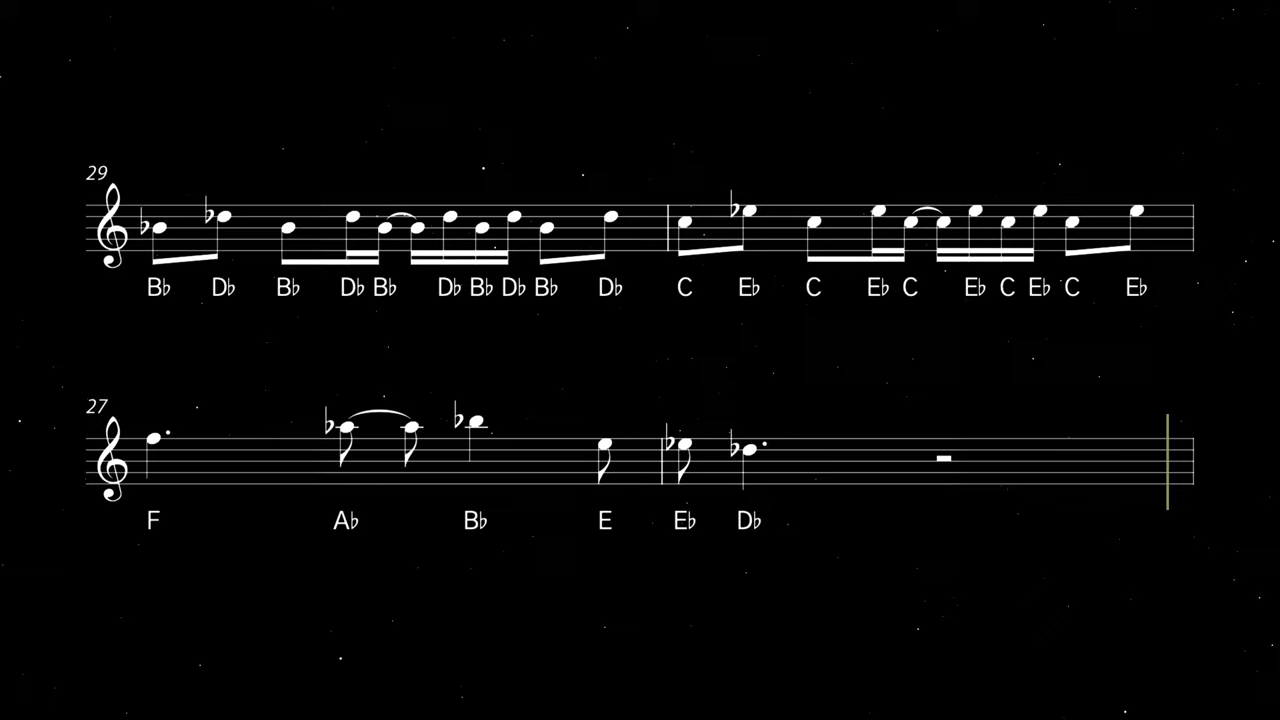 29
B♭ D♭ B♭ D♭ B♭ D♭ B♭ D♭ B♭ D♭ C E♭ C E♭ C E♭ C E♭ C E♭
27
F A♭ B♭ E E♭ D♭